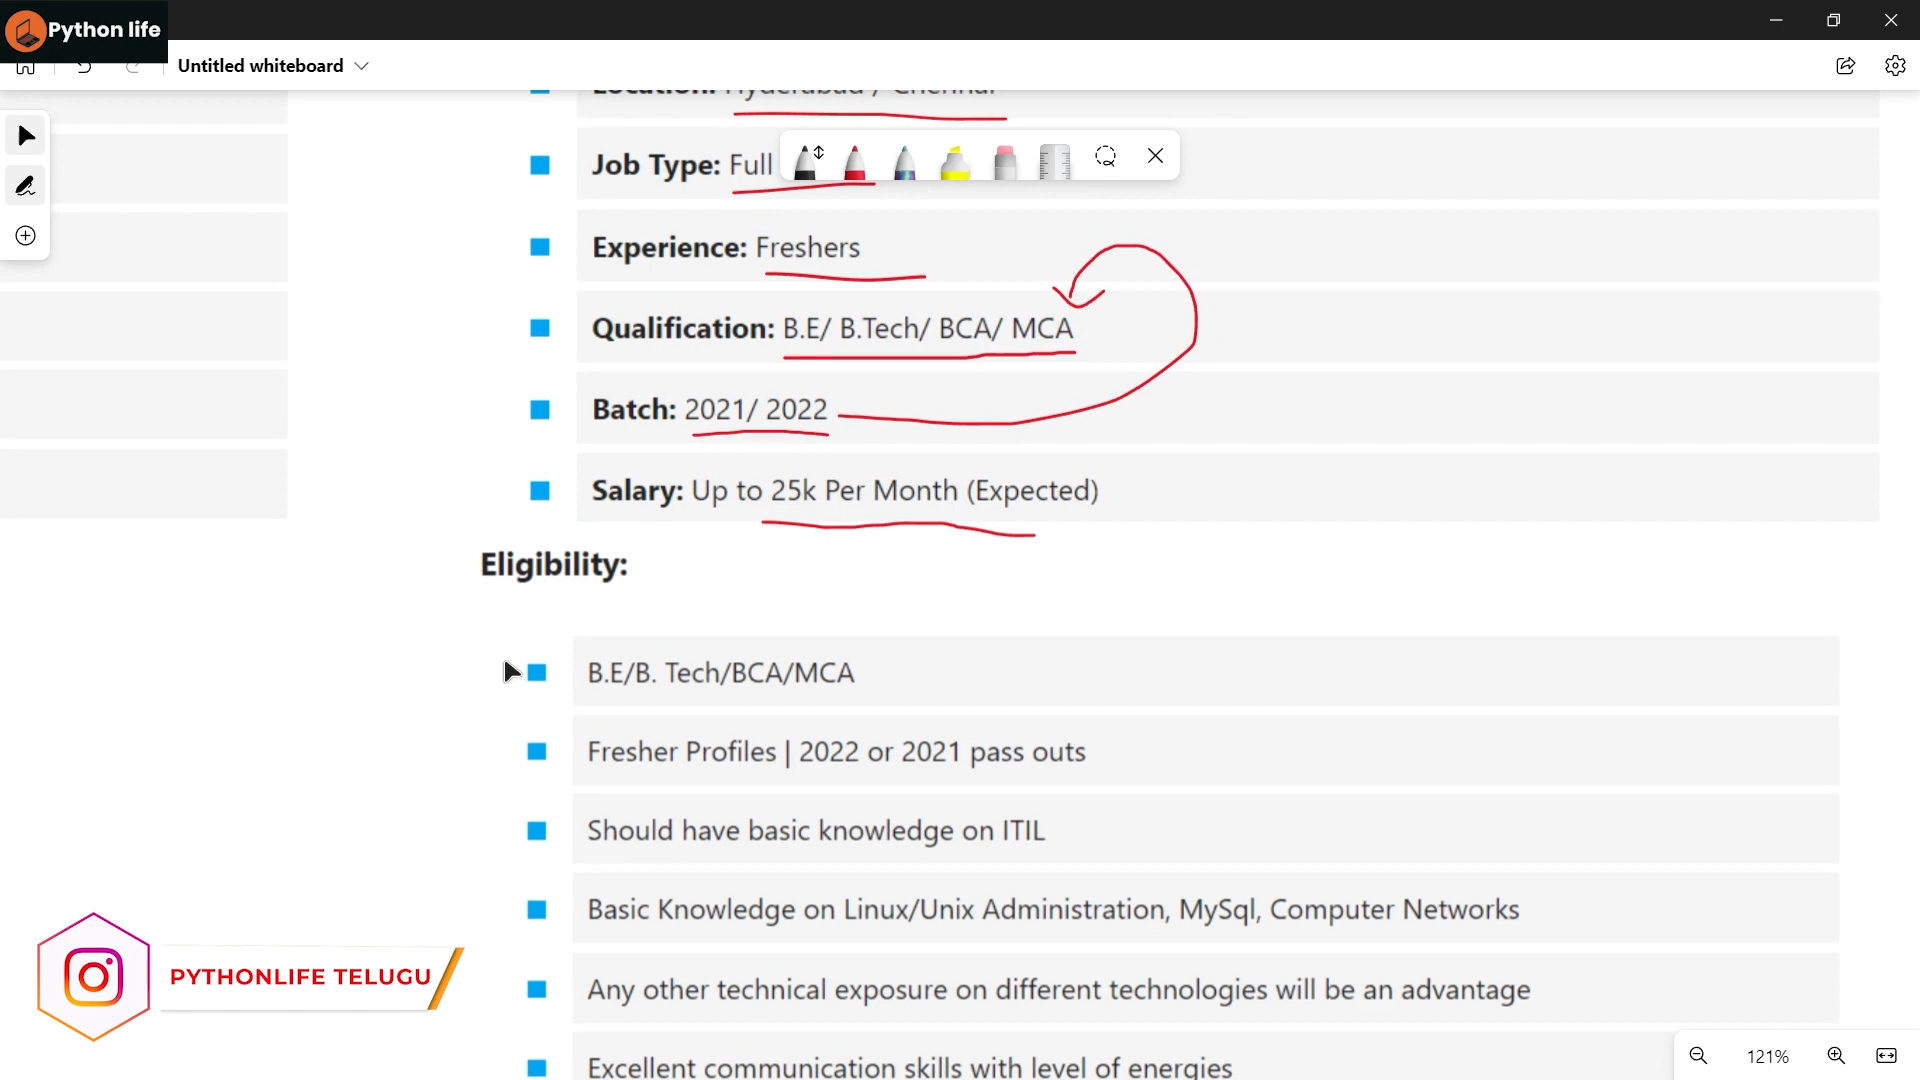 Python life
Untitled whiteboard
Location: Hyderabad / Chennai
Job Type: Full
Experience: Freshers
Qualification: B.E/ B.Tech/ BCA/ MCA
Batch: 2021/ 2022
Salary: Up to 25k Per Month (Expected)
Eligibility:
B.E/B. Tech/BCA/MCA
Fresher Profiles | 2022 or 2021 pass outs
Should have basic knowledge on ITIL
Basic Knowledge on Linux/Unix Administration, MySql, Computer Networks
Any other technical exposure on different technologies will be an advantage
Excellent communication skills with level of energies
PYTHONLIFE TELUGU
121%